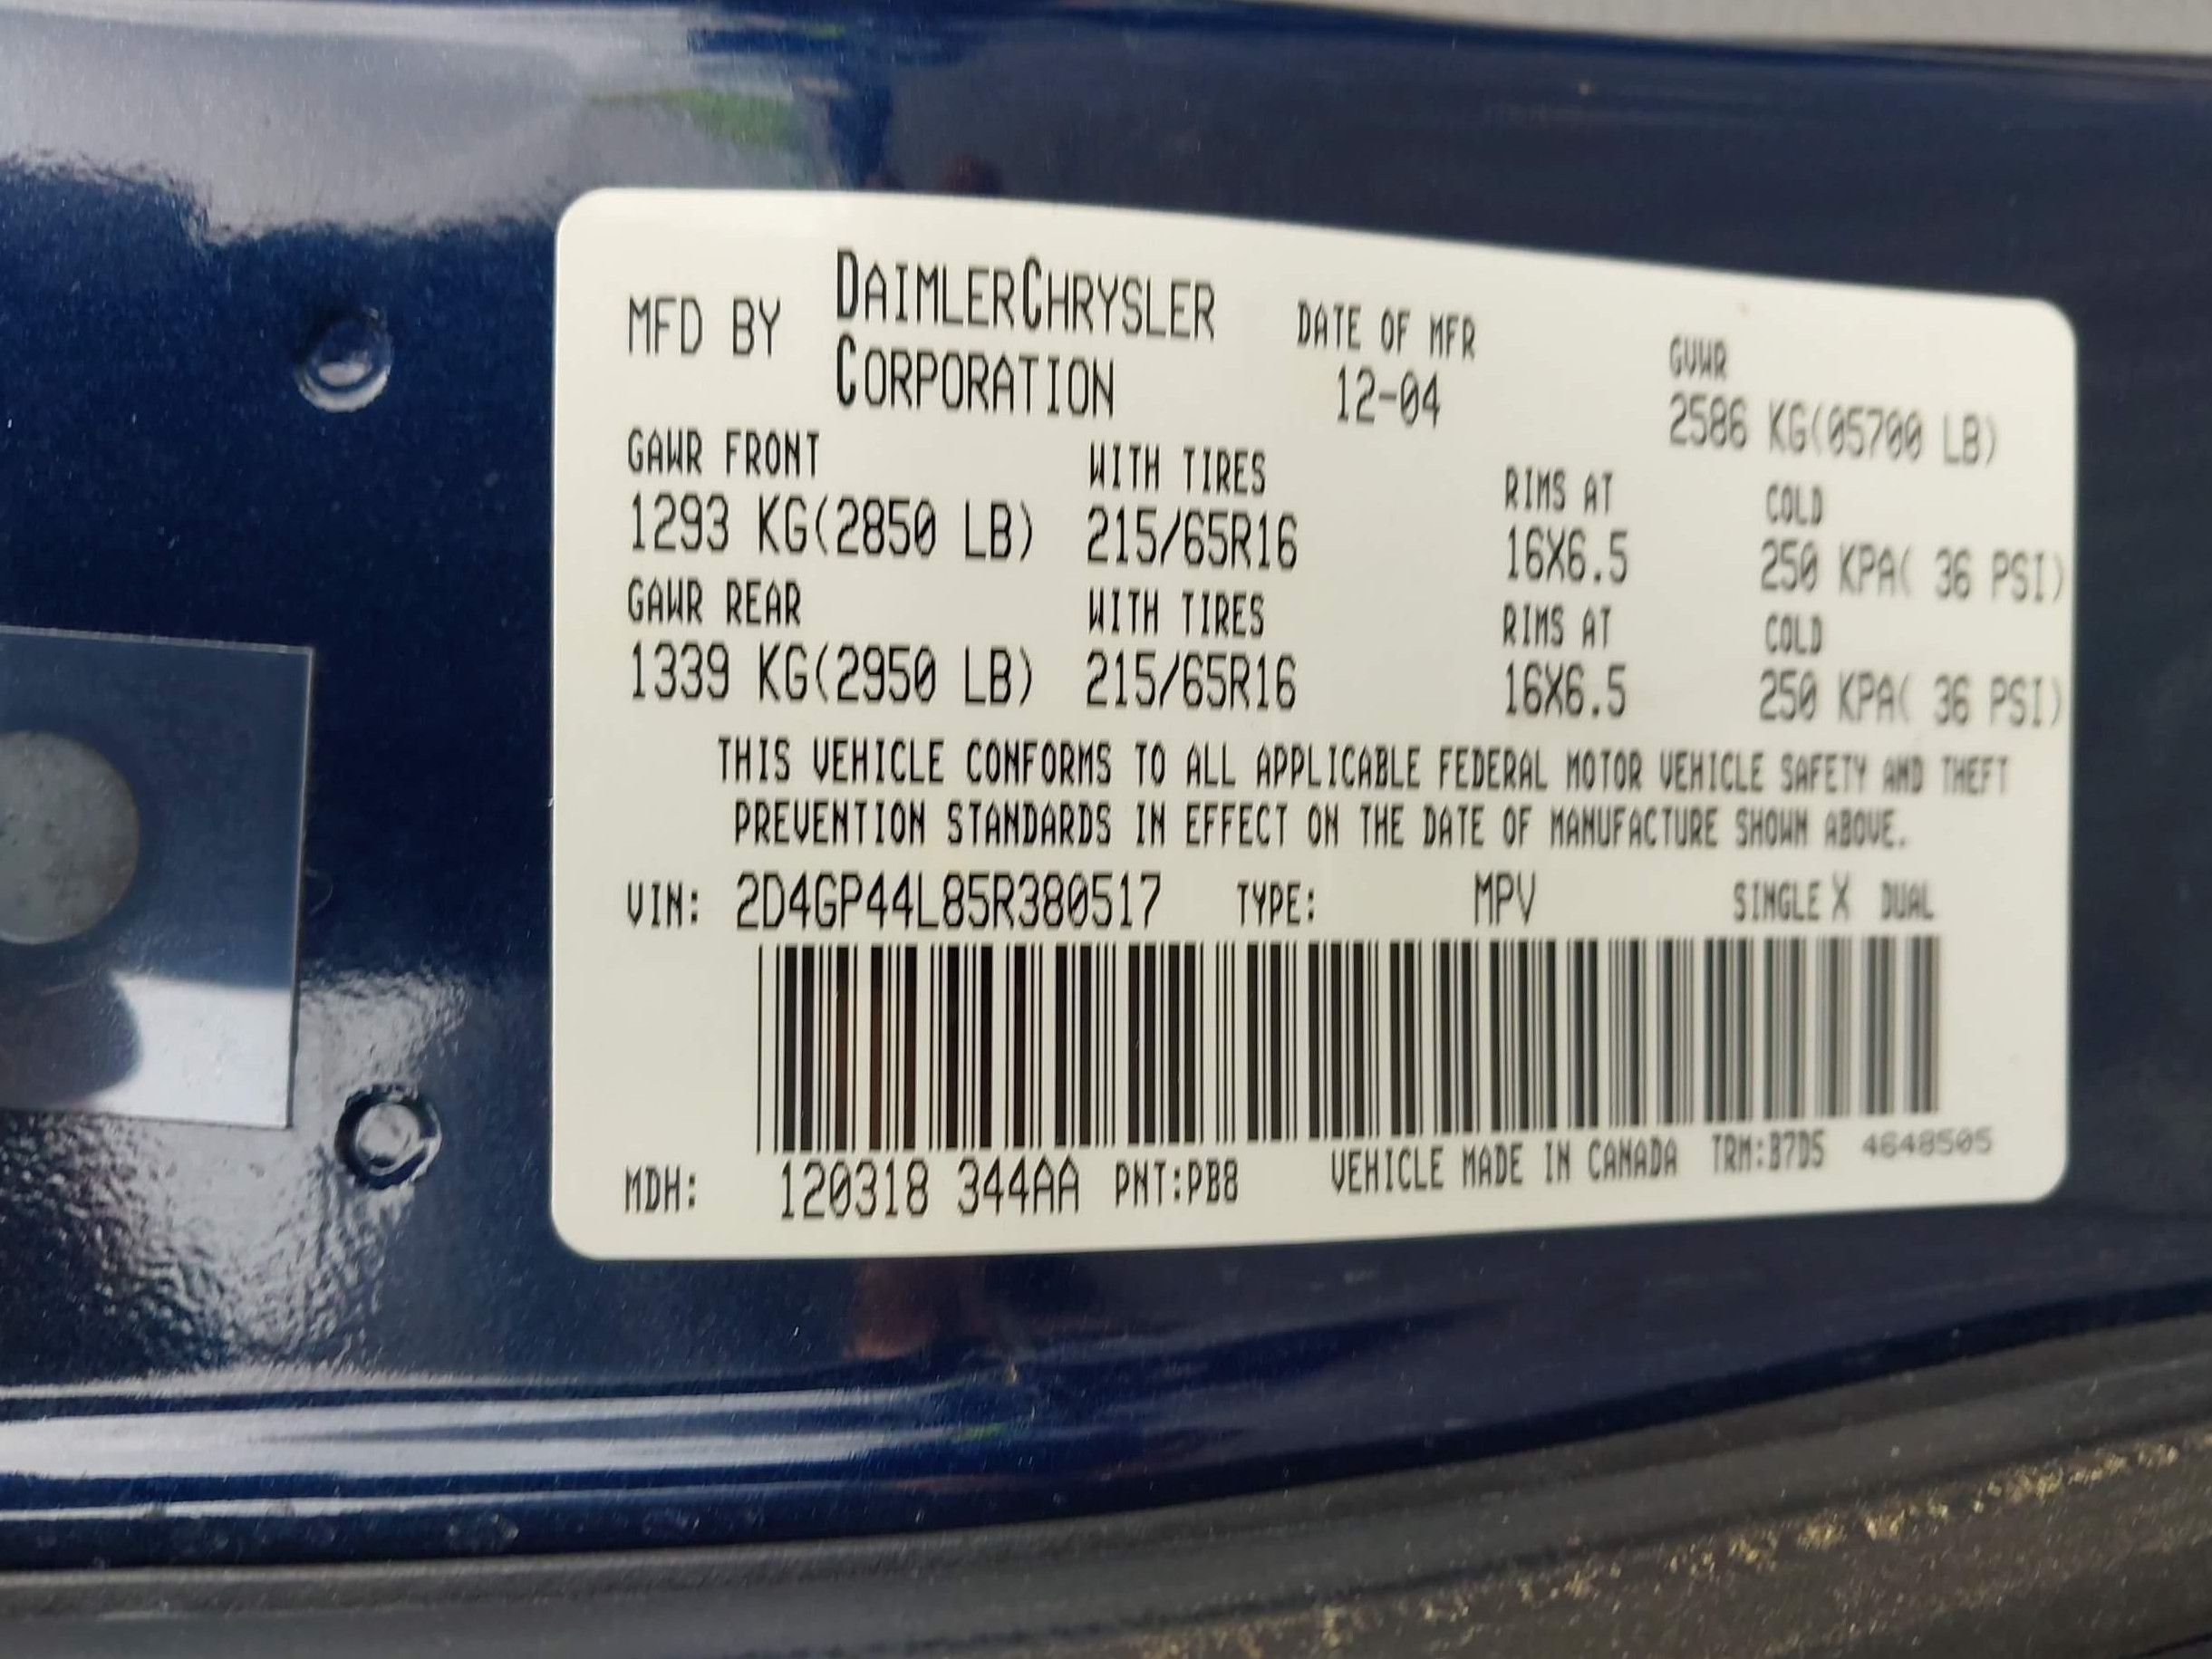 MFD BY DAIMLERCHRYSLER CORPORATION DATE OF MFR 12-04 GVWR
2586 KG(05700 LB)
GAWR FRONT WITH TIRES RIMS AT COLD
1293 KG(2850 LB) 215/65R16 16X6.5 250 KPA( 36 PSI)
GAWR REAR WITH TIRES RIMS AT COLD
1339 KG(2950 LB) 215/65R16 16X6.5 250 KPA( 36 PSI)
THIS VEHICLE CONFORMS TO ALL APPLICABLE FEDERAL MOTOR VEHICLE SAFETY AND THEFT
PREVENTION STANDARDS IN EFFECT ON THE DATE OF MANUFACTURE SHOWN ABOVE.
VIN: 2D4GP44L85R380517 TYPE: MPV SINGLE X DUAL
MDH: 120318 344AA PNT:PB8 VEHICLE MADE IN CANADA TRM:B7D5 4648505